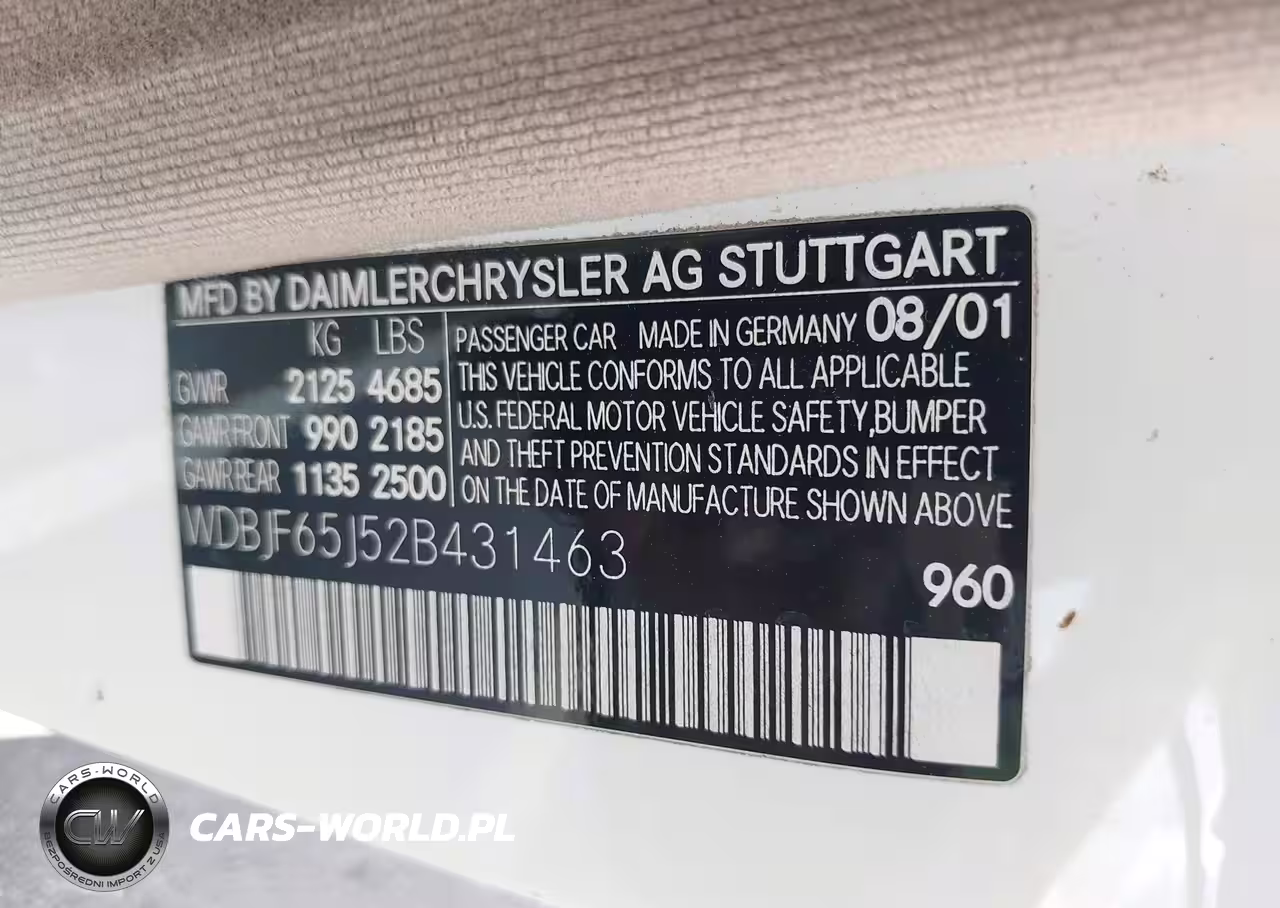 MFD BY DAIMLERCHRYSLER AG STUTTGART
KG LBS
GVWR 2125 4685
GAWR FRONT 990 2185
GAWR REAR 1135 2500
PASSENGER CAR MADE IN GERMANY 08/01
THIS VEHICLE CONFORMS TO ALL APPLICABLE
U.S. FEDERAL MOTOR VEHICLE SAFETY,BUMPER
AND THEFT PREVENTION STANDARDS IN EFFECT
ON THE DATE OF MANUFACTURE SHOWN ABOVE
WDBJF65J52B431463
960
CARS-WORLD
CW
BEZPOŚREDNI IMPORT Z USA
CARS-WORLD.PL